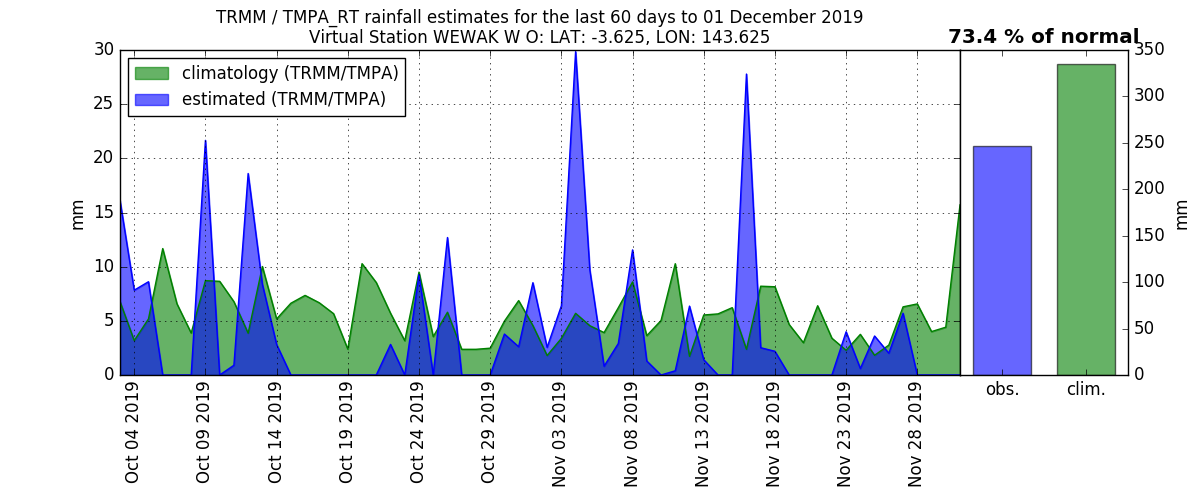 TRMM / TMPA_RT rainfall estimates for the last 60 days to 01 December 2019
Virtual Station WEWAK W O: LAT: -3.625, LON: 143.625
73.4 % of normal
climatology (TRMM/TMPA)
estimated (TRMM/TMPA)
30
25
20
15
10
5
0
mm
Oct 04 2019
Oct 09 2019
Oct 14 2019
Oct 19 2019
Oct 24 2019
Oct 29 2019
Nov 03 2019
Nov 08 2019
Nov 13 2019
Nov 18 2019
Nov 23 2019
Nov 28 2019
obs.
clim.
350
300
250
200
150
100
50
0
mm